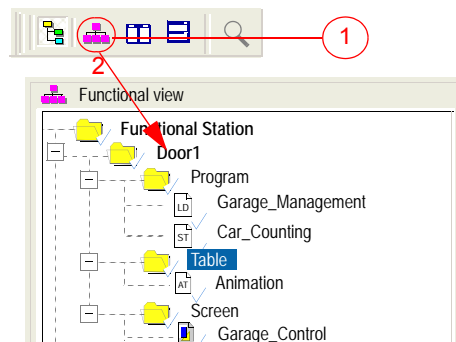 1
2
Functional view
Functional Station
Door1
Program
LD Garage_Management
ST Car_Counting
Table
AT Animation
Screen
Garage_Control